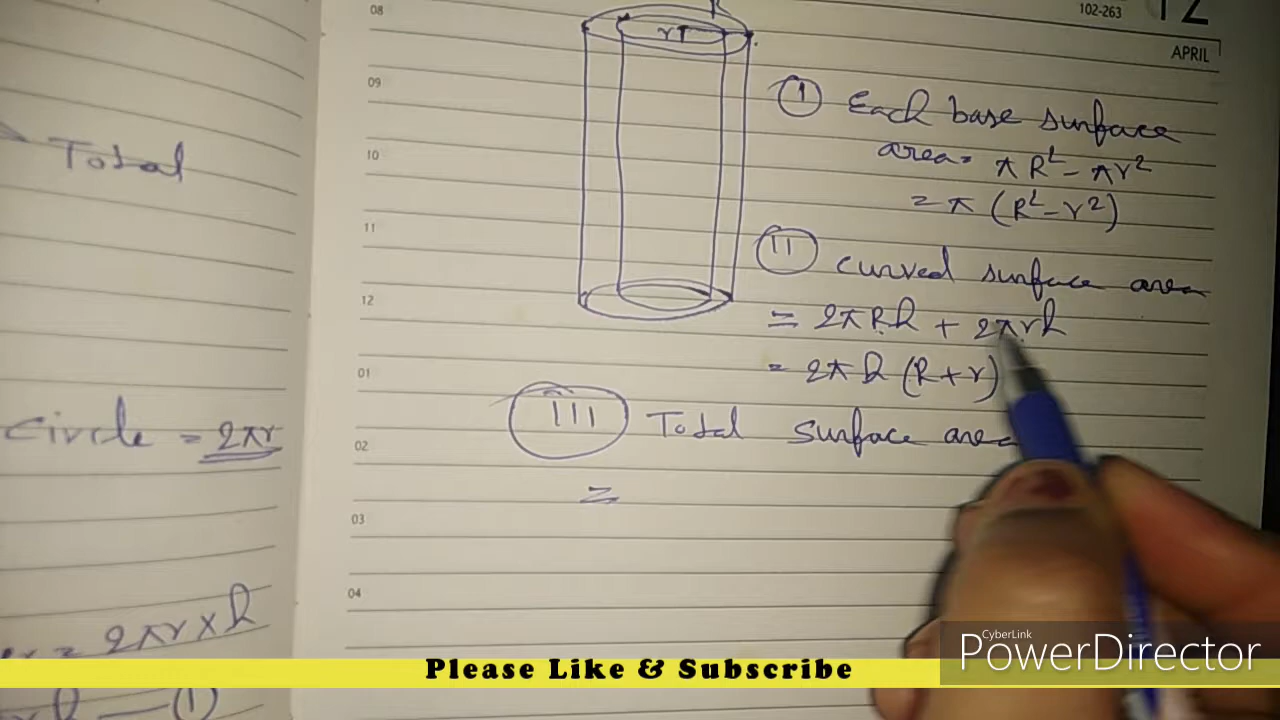 08
102-263
12
APRIL
R
r
09
10
11
12
01
02
03
04
I Each base surface
area = πR² - πr²
= π (R² - r²)
II curved surface area
= 2πRh + 2πrh
= 2πh (R + r)
III Total surface area
=
Total
circle = 2πr
= 2πr × h
h — I
CyberLink
PowerDirector
Please Like & Subscribe